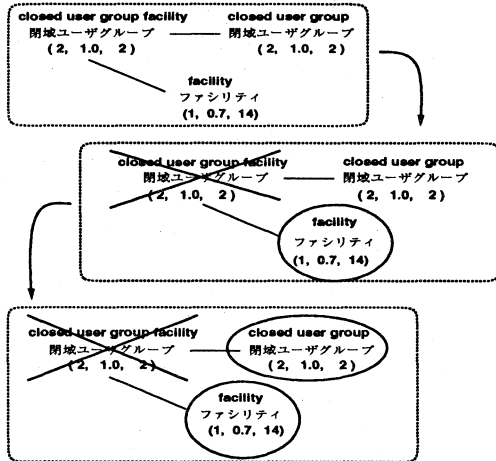 closed user group facility closed user group
閉域ユーザグループ 閉域ユーザグループ
(2, 1.0, 2) (2, 1.0, 2)
facility
ファシリティ
(1, 0.7, 14)
closed user group facility closed user group
閉域ユーザグループ 閉域ユーザグループ
(2, 1.0, 2) (2, 1.0, 2)
facility
ファシリティ
(1, 0.7, 14)
closed user group facility closed user group
閉域ユーザグループ 閉域ユーザグループ
(2, 1.0, 2) (2, 1.0, 2)
facility
ファシリティ
(1, 0.7, 14)